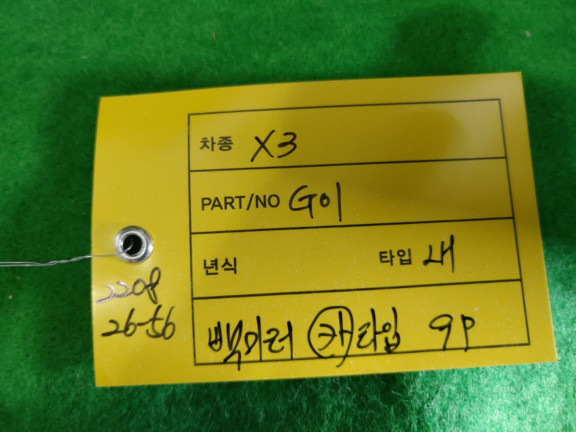 차종 X3
PART/NO G01
년식 타입 내
백미러 카타입 9P
2208
26-56